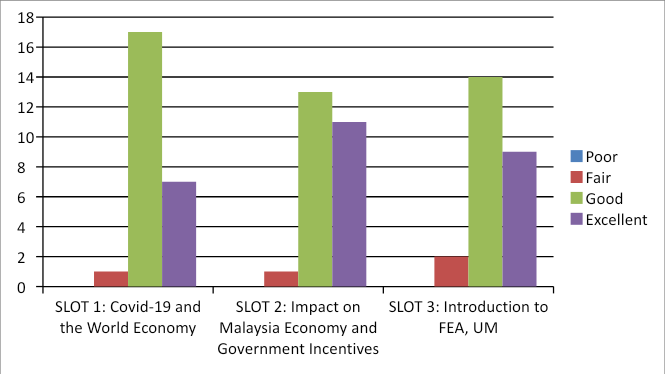 18
16
14
12
10
8
6
4
2
0
Poor
Fair
Good
Excellent
SLOT 1: Covid-19 and
the World Economy
SLOT 2: Impact on
Malaysia Economy and
Government Incentives
SLOT 3: Introduction to
FEA, UM